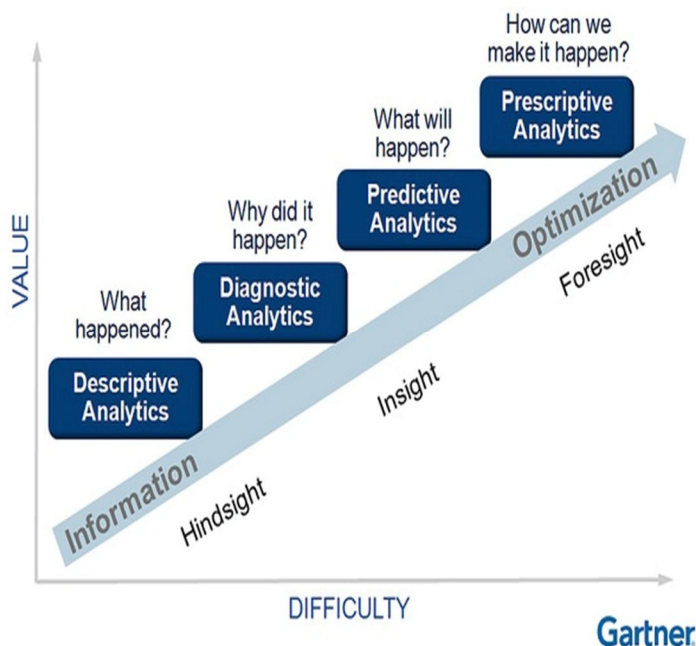 How can we
make it happen?
Prescriptive
Analytics
What will
happen?
Predictive
Analytics
Why did it
happen?
Diagnostic
Analytics
What
happened?
Descriptive
Analytics
VALUE
Information
Optimization
Hindsight
Insight
Foresight
DIFFICULTY
Gartner